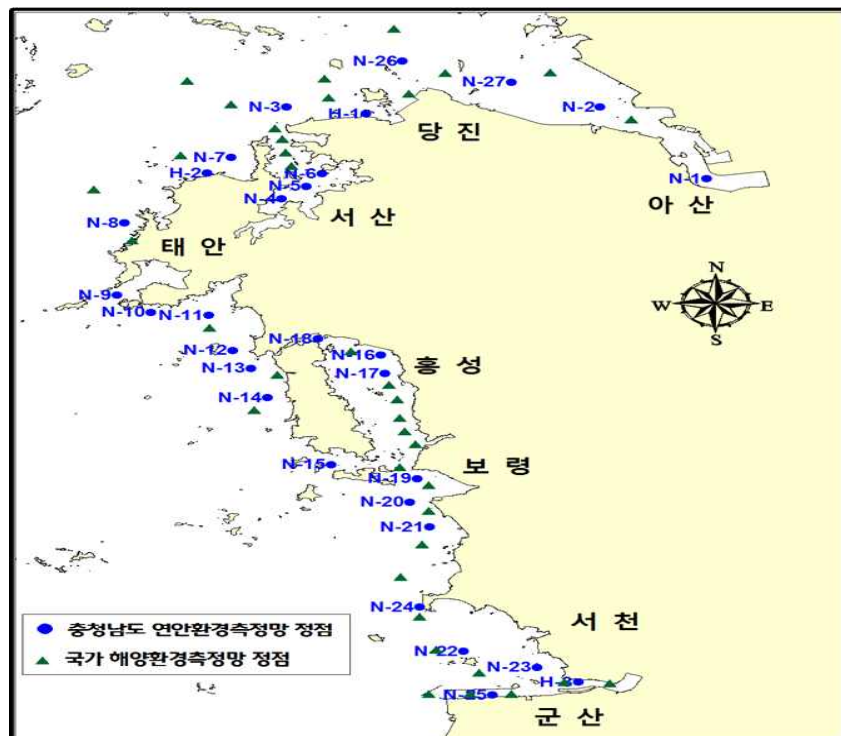 N-26
N-27
N-3
H-1
N-2
당 진
N-7
H-2
N-6
N-5
N-4
N-1
아 산
서 산
N-8
태 안
N
W E
S
N-9
N-10
N-11
N-18
N-12
N-16
N-13
N-17
홍 성
N-14
N-15
보 령
N-19
N-20
N-21
N-24
서 천
충청남도 연안환경측정망 정점
N-22
국가 해양환경측정망 정점
N-23
H-3
N-25
군 산